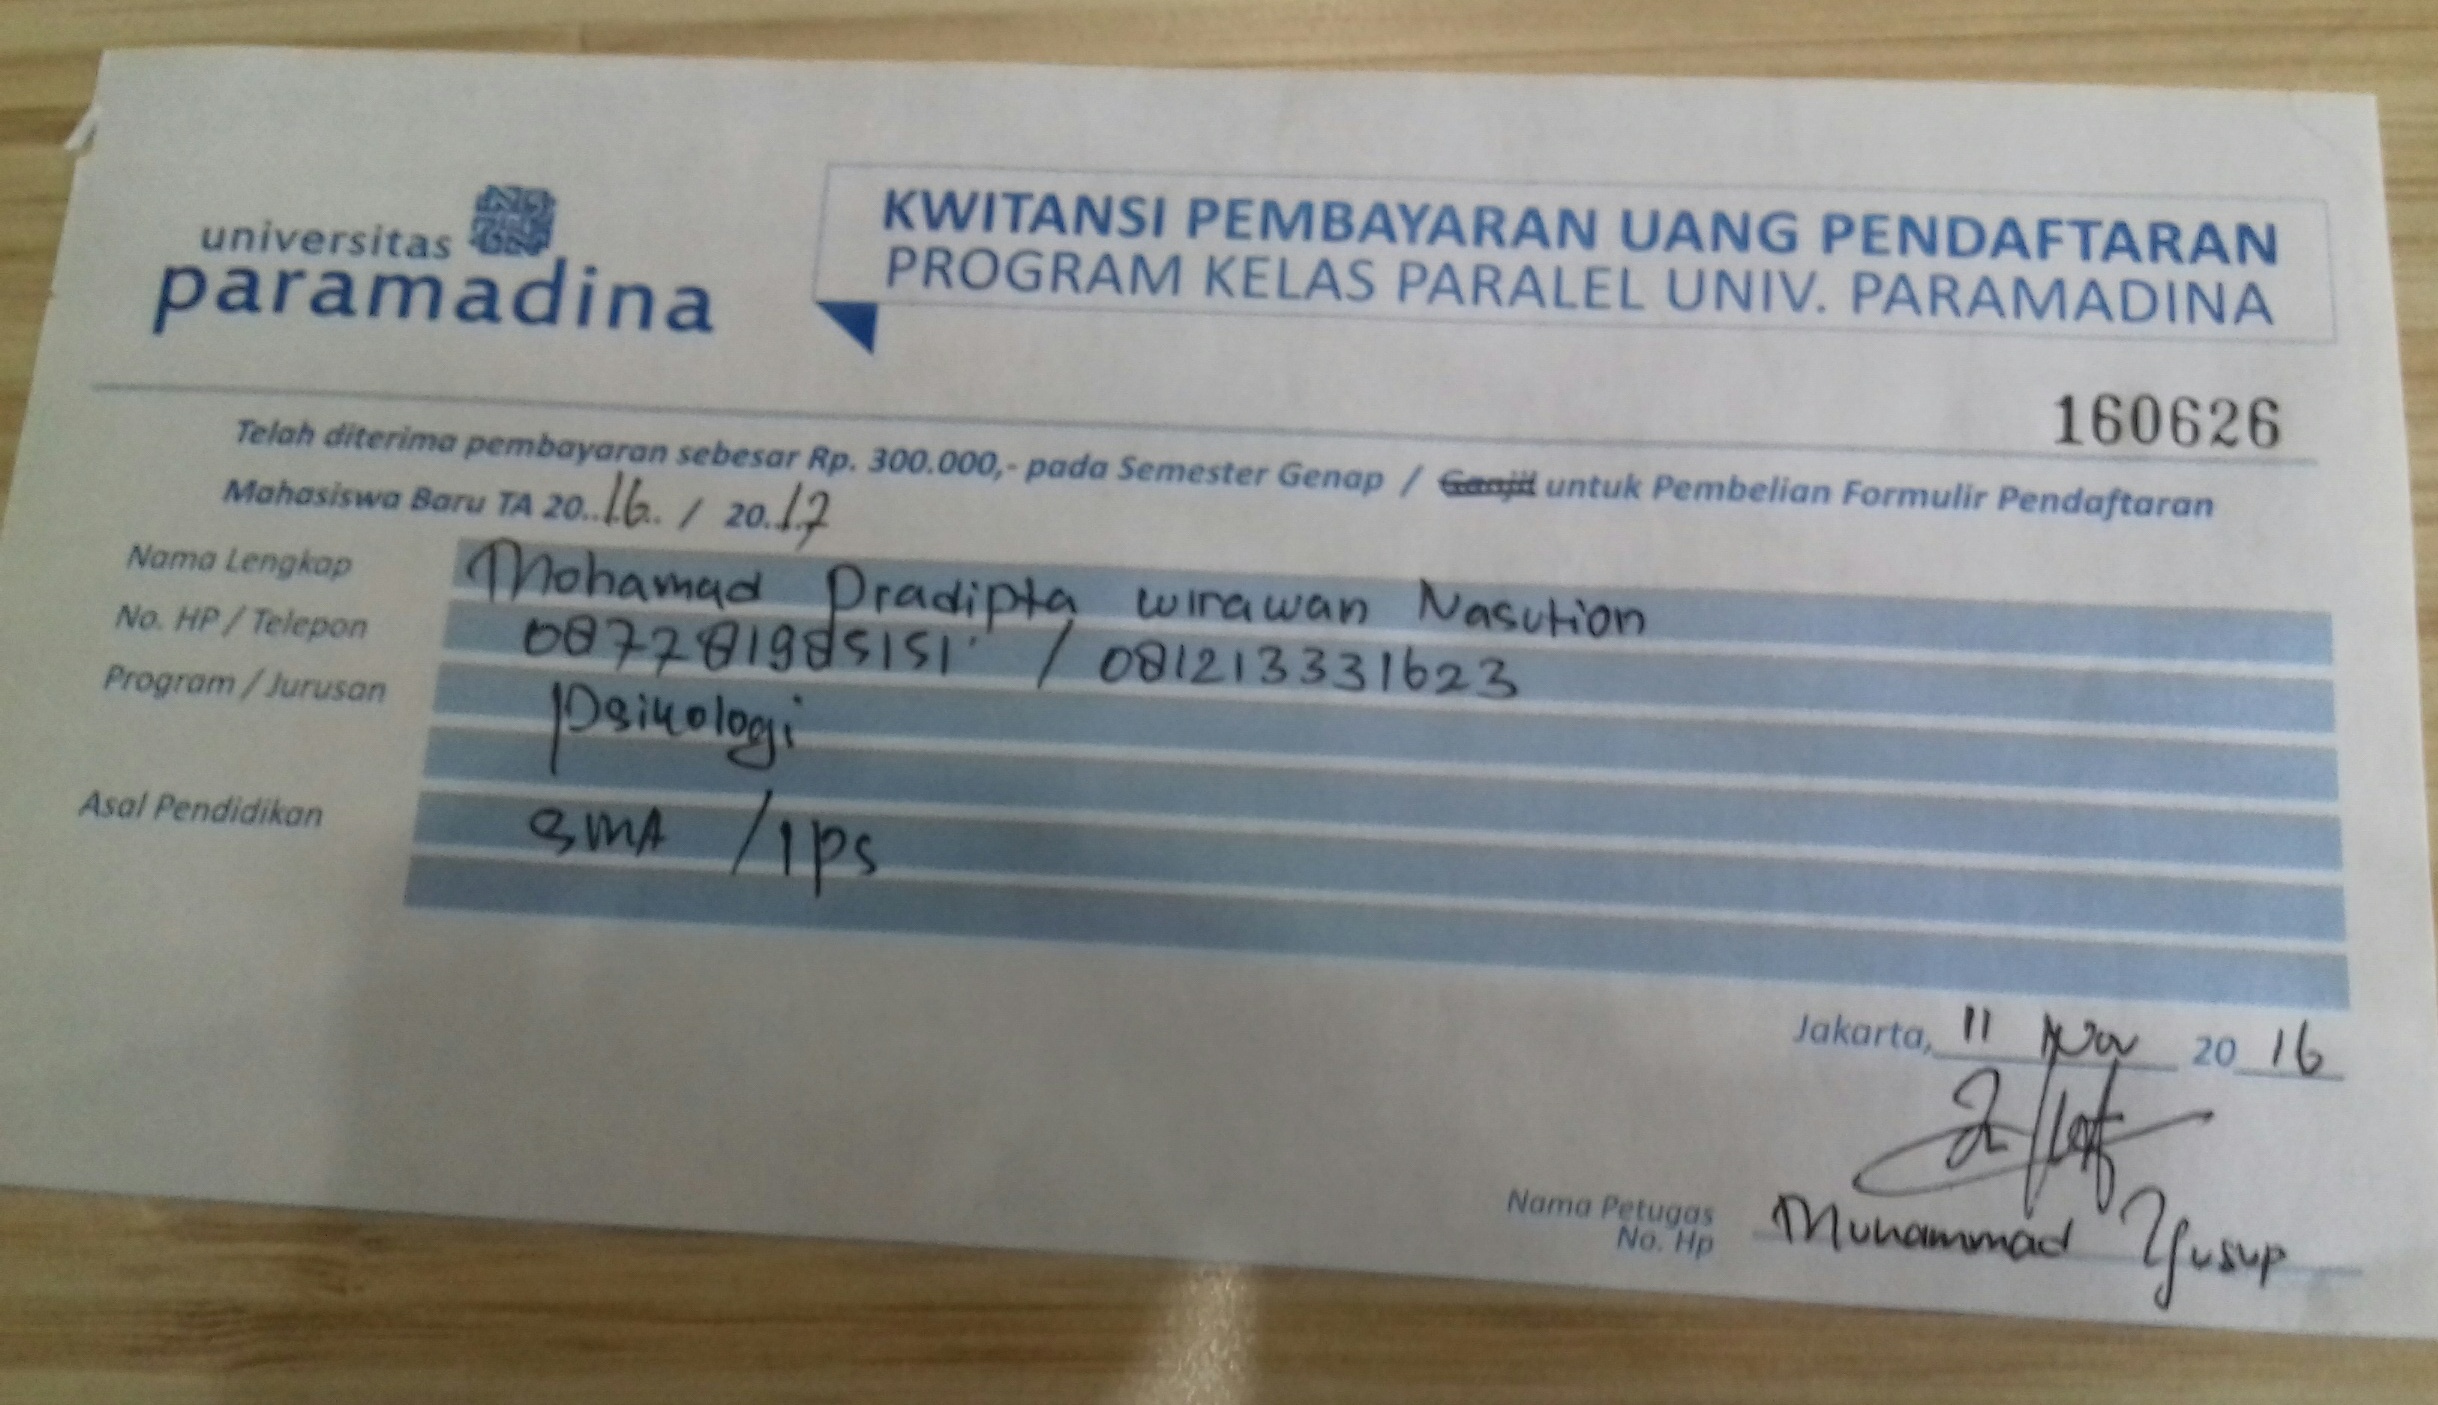 universitas
paramadina
KWITANSI PEMBAYARAN UANG PENDAFTARAN
PROGRAM KELAS PARALEL UNIV. PARAMADINA
160626
Telah diterima pembayaran sebesar Rp. 300.000,- pada Semester Genap / Ganjil untuk Pembelian Formulir Pendaftaran
Mahasiswa Baru TA 20..16.. / 20..17
Nama Lengkap Mohamad Pradipta wirawan Nasution
No. HP / Telepon 087781985151 / 081213331623
Program / Jurusan Psikologi
Asal Pendidikan SMA / IPS
Jakarta, 11 Nov 20 16
Nama Petugas Muhammad Yusup
No. Hp